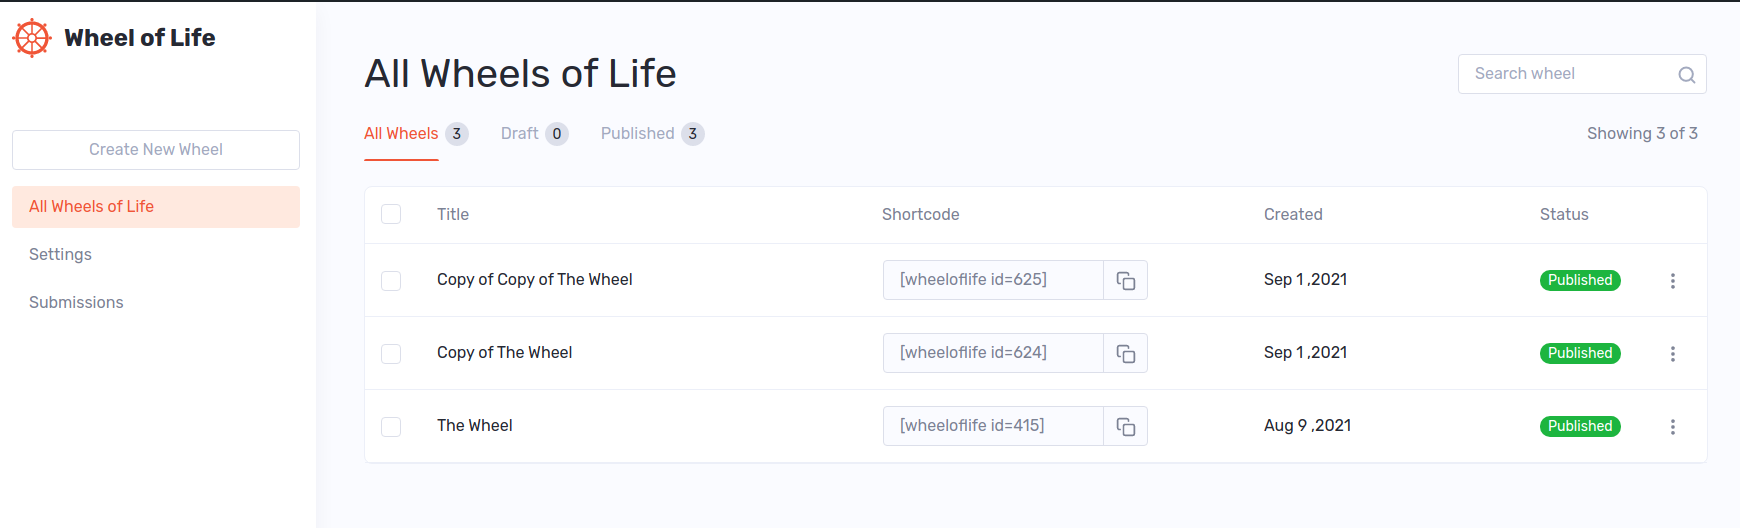 Wheel of Life
Create New Wheel
All Wheels of Life
Settings
Submissions
All Wheels of Life
Search wheel
All Wheels 3 Draft 0 Published 3 Showing 3 of 3
Title Shortcode Created Status
Copy of Copy of The Wheel [wheeloflife id=625] Sep 1 ,2021 Published
Copy of The Wheel [wheeloflife id=624] Sep 1 ,2021 Published
The Wheel [wheeloflife id=415] Aug 9 ,2021 Published